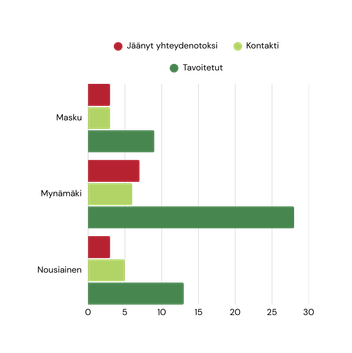 Jäänyt yhteydenotoksi Kontakti
Tavoitetut
Masku
Mynämäki
Nousiainen
0 5 10 15 20 25 30